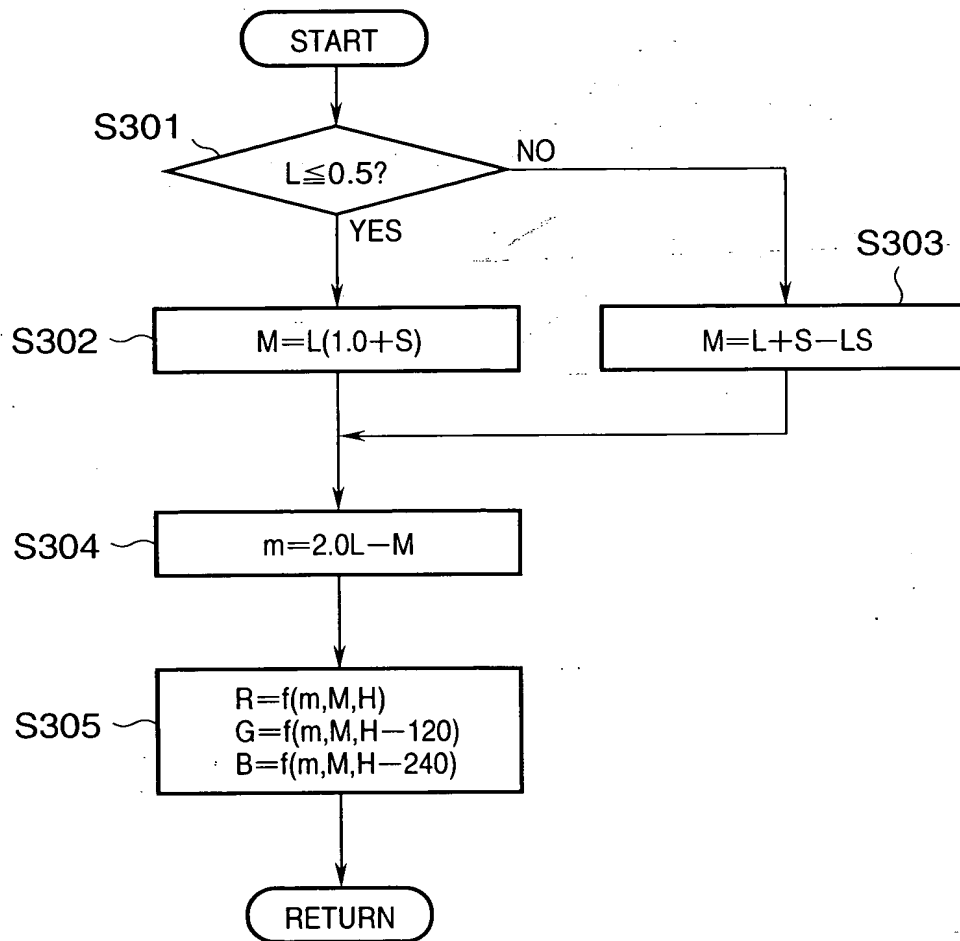 START
S301
L≦0.5?
NO
YES
S303
S302
M=L(1.0+S)
M=L+S−LS
S304
m=2.0L−M
S305
R=f(m,M,H)
G=f(m,M,H−120)
B=f(m,M,H−240)
RETURN